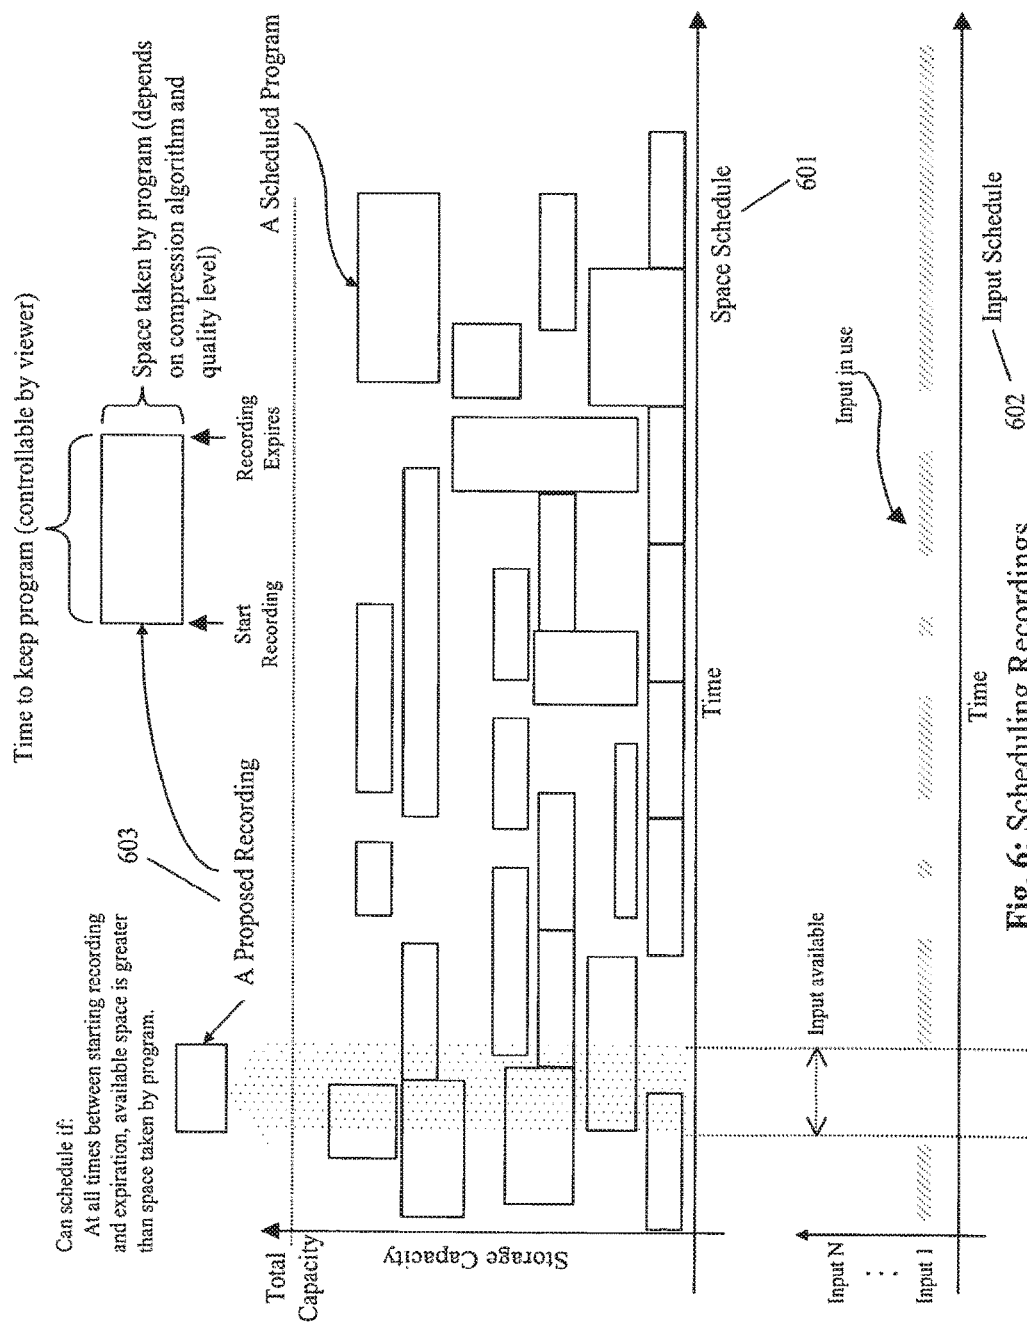 Time to keep program (controllable by viewer)
Can schedule if:
At all times between starting recording
and expiration, available space is greater
than space taken by program.
603
A Proposed Recording
Start
Recording
Recording
Expires
Space taken by program (depends
on compression algorithm and
quality level)
A Scheduled Program
Total
Capacity
Storage Capacity
Time
Space Schedule
601
Input N
Input 1
Input available
Input in use
Time
Input Schedule
602
Fig. 6: Scheduling Recordings